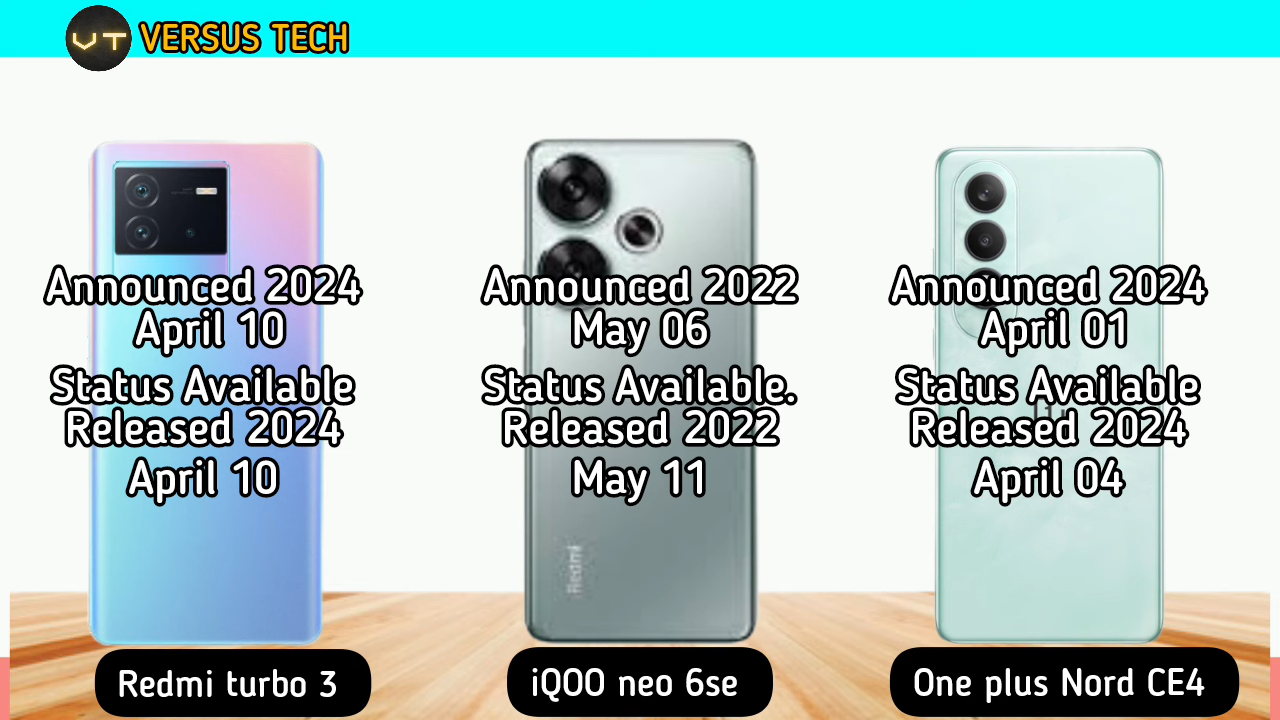 VT VERSUS TECH
Announced 2024
April 10
Status Available
Released 2024
April 10
Redmi turbo 3
Announced 2022
May 06
Status Available.
Released 2022
May 11
Redmi
iQOO neo 6se
Announced 2024
April 01
Status Available
Released 2024
April 04
One plus Nord CE4